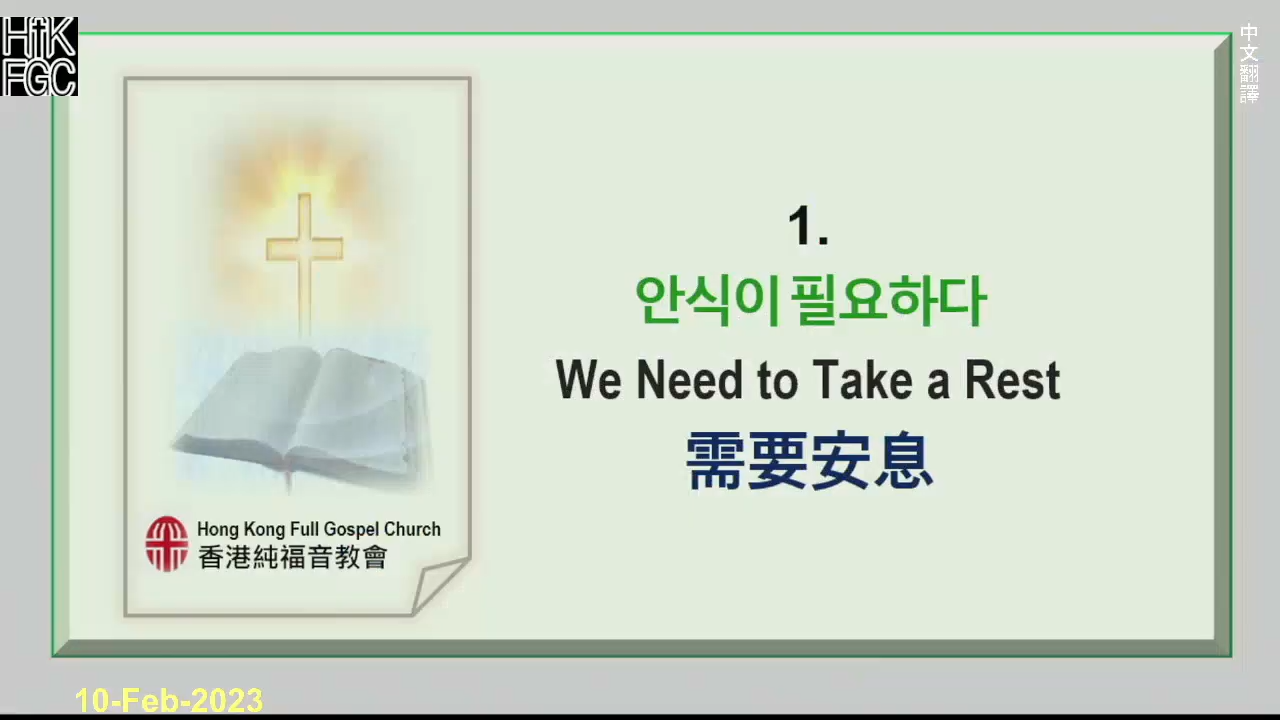 HfK
FGC
中文翻譯
1.
안식이 필요하다
We Need to Take a Rest
需要安息
Hong Kong Full Gospel Church
香港純福音教會
10-Feb-2023